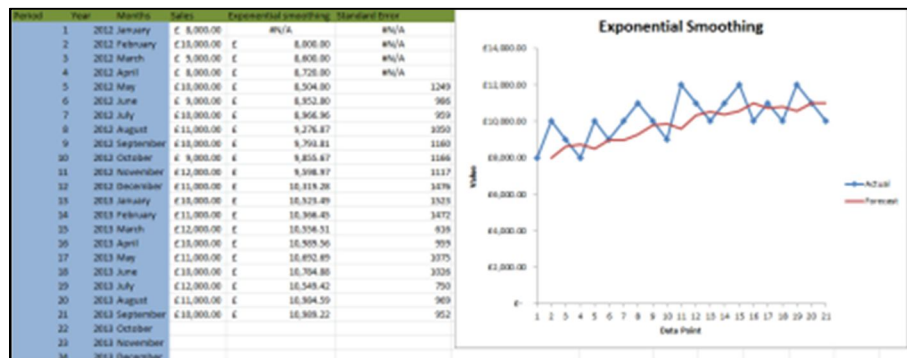 Period Year Months Sales Exponential smoothing Standard Error
1 2012 January £ 8,000.00 #N/A #N/A
2 2012 February £10,000.00 £ 8,000.00 #N/A
3 2012 March £ 9,000.00 £ 8,600.00 #N/A
4 2012 April £ 8,000.00 £ 8,720.00 #N/A
5 2012 May £10,000.00 £ 8,504.00 1249
6 2012 June £ 9,000.00 £ 8,952.80 986
7 2012 July £10,000.00 £ 8,966.96 959
8 2012 August £11,000.00 £ 9,276.87 1050
9 2012 September £10,000.00 £ 9,793.81 1160
10 2012 October £ 9,000.00 £ 9,855.67 1166
11 2012 November £12,000.00 £ 9,598.97 1117
12 2012 December £11,000.00 £ 10,319.28 1476
13 2013 January £10,000.00 £ 10,523.49 1523
14 2013 February £11,000.00 £ 10,366.45 1472
15 2013 March £12,000.00 £ 10,556.51
16 2013 April £10,000.00 £ 10,989.56
17 2013 May £11,000.00 £ 10,692.69 1075
18 2013 June £10,000.00 £ 10,784.88
19 2013 July £12,000.00 £ 10,549.42
20 2013 August £11,000.00 £ 10,984.59 969
21 2013 September £10,000.00 £ 10,989.22 952
22 2013 October
23 2013 November
24 2013 December
Exponential Smoothing
£14,000.00
£12,000.00
£10,000.00
£8,000.00
£6,000.00
£4,000.00
£2,000.00
£-
Value
1 2 3 4 5 6 7 8 9 10 11 12 13 14 15 16 17 18 19 20 21
Data Point
Actual
Forecast